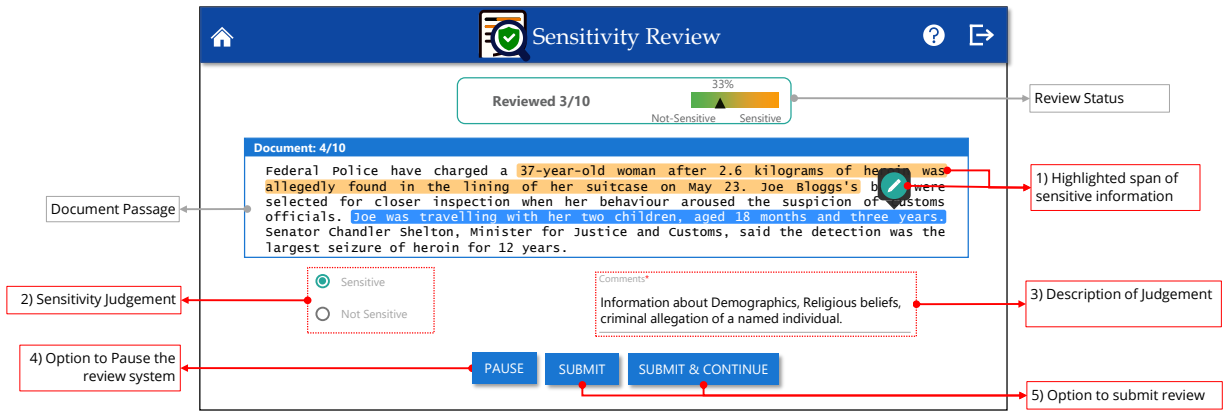 Sensitivity Review
?
33%
Reviewed 3/10
Not-Sensitive Sensitive
Review Status
Document: 4/10
Federal Police have charged a 37-year-old woman after 2.6 kilograms of heroin was
allegedly found in the lining of her suitcase on May 23. Joe Bloggs's were
selected for closer inspection when her behaviour aroused the suspicion of customs
officials. Joe was travelling with her two children, aged 18 months and three years.
Senator Chandler Shelton, Minister for Justice and Customs, said the detection was the
largest seizure of heroin for 12 years.
1) Highlighted span of
sensitive information
Document Passage
2) Sensitivity Judgement
Sensitive
Not Sensitive
Comments*
Information about Demographics, Religious beliefs,
criminal allegation of a named individual.
3) Description of Judgement
4) Option to Pause the
review system
PAUSE
SUBMIT
SUBMIT & CONTINUE
5) Option to submit review